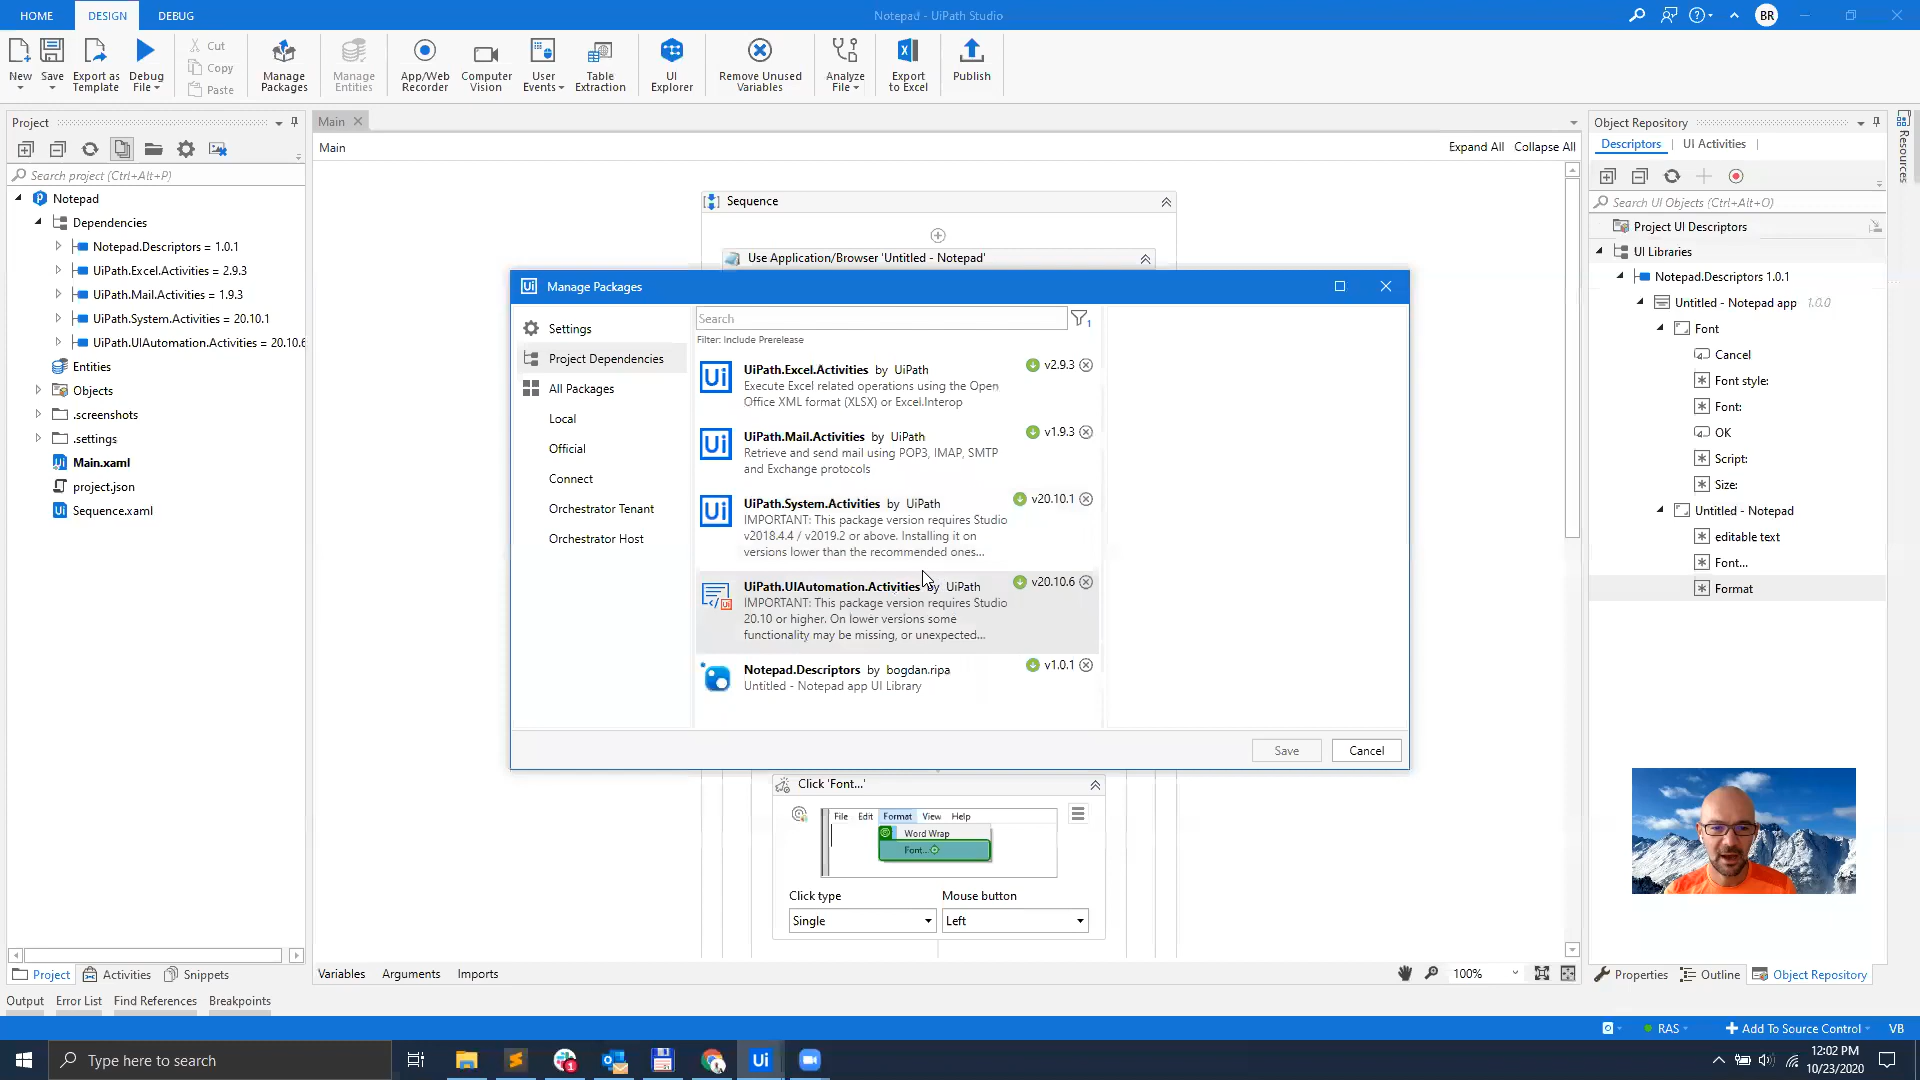 HOME
DESIGN
DEBUG
Notepad - UiPath Studio
BR
New
Save
Export as
Template
Debug
File
Cut
Copy
Paste
Manage
Packages
Manage
Entities
App/Web
Recorder
Computer
Vision
User
Events
Table
Extraction
UI
Explorer
Remove Unused
Variables
Analyze
File
Export
to Excel
Publish
Project
Search project (Ctrl+Alt+P)
Notepad
Dependencies
Notepad.Descriptors = 1.0.1
UiPath.Excel.Activities = 2.9.3
UiPath.Mail.Activities = 1.9.3
UiPath.System.Activities = 20.10.1
UiPath.UIAutomation.Activities = 20.10.6
Entities
Objects
.screenshots
.settings
Main.xaml
project.json
Sequence.xaml
Project
Activities
Snippets
Main
Main
Expand All
Collapse All
Sequence
Use Application/Browser 'Untitled - Notepad'
Manage Packages
Settings
Project Dependencies
All Packages
Local
Official
Connect
Orchestrator Tenant
Orchestrator Host
Search
1
Filter: Include Prerelease
UiPath.Excel.Activities by UiPath
v2.9.3
Execute Excel related operations using the Open
Office XML format (XLSX) or Excel.Interop
UiPath.Mail.Activities by UiPath
v1.9.3
Retrieve and send mail using POP3, IMAP, SMTP
and Exchange protocols
UiPath.System.Activities by UiPath
v20.10.1
IMPORTANT: This package version requires Studio
v2018.4.4 / v2019.2 or above. Installing it on
versions lower than the recommended ones...
UiPath.UIAutomation.Activities by UiPath
v20.10.6
IMPORTANT: This package version requires Studio
20.10 or higher. On lower versions some
functionality may be missing, or unexpected...
Notepad.Descriptors by bogdan.ripa
v1.0.1
Untitled - Notepad app UI Library
Save
Cancel
Click 'Font...'
File
Edit
Format
View
Help
Word Wrap
Font...
Click type
Mouse button
Single
Left
Variables
Arguments
Imports
100%
Object Repository
Descriptors
UI Activities
Search UI Objects (Ctrl+Alt+O)
Project UI Descriptors
UI Libraries
Notepad.Descriptors 1.0.1
Untitled - Notepad app 1.0.0
Font
Cancel
Font style:
Font:
OK
Script:
Size:
Untitled - Notepad
editable text
Font...
Format
Resources
Properties
Outline
Object Repository
Output
Error List
Find References
Breakpoints
RAS
Add To Source Control
VB
Type here to search
Ui
12:02 PM
10/23/2020